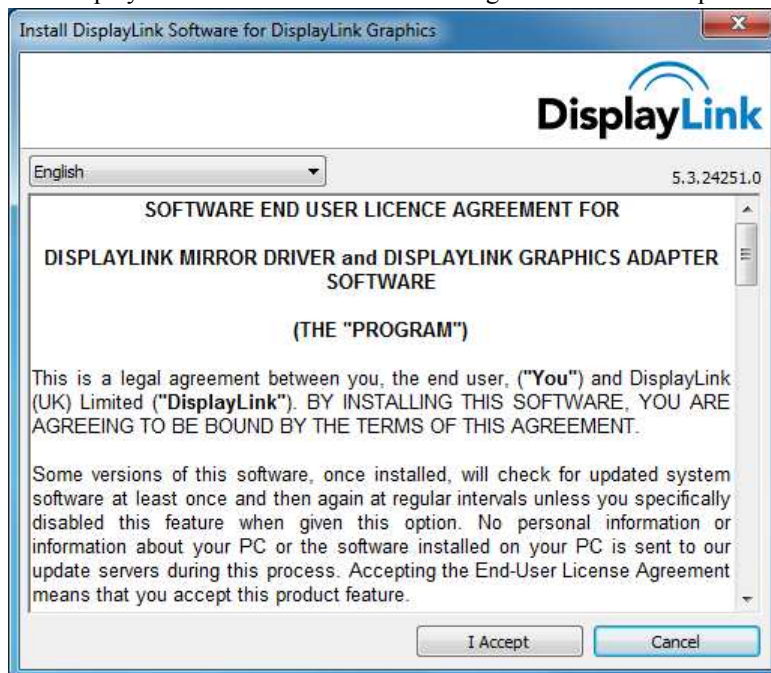 Install DisplayLink Software for DisplayLink Graphics
DisplayLink
English
5.3.24251.0
SOFTWARE END USER LICENCE AGREEMENT FOR
DISPLAYLINK MIRROR DRIVER and DISPLAYLINK GRAPHICS ADAPTER
SOFTWARE
(THE "PROGRAM")
This is a legal agreement between you, the end user, ("You") and DisplayLink
(UK) Limited ("DisplayLink"). BY INSTALLING THIS SOFTWARE, YOU ARE
AGREEING TO BE BOUND BY THE TERMS OF THIS AGREEMENT.
Some versions of this software, once installed, will check for updated system
software at least once and then again at regular intervals unless you specifically
disabled this feature when given this option. No personal information or
information about your PC or the software installed on your PC is sent to our
update servers during this process. Accepting the End-User License Agreement
means that you accept this product feature.
I Accept
Cancel